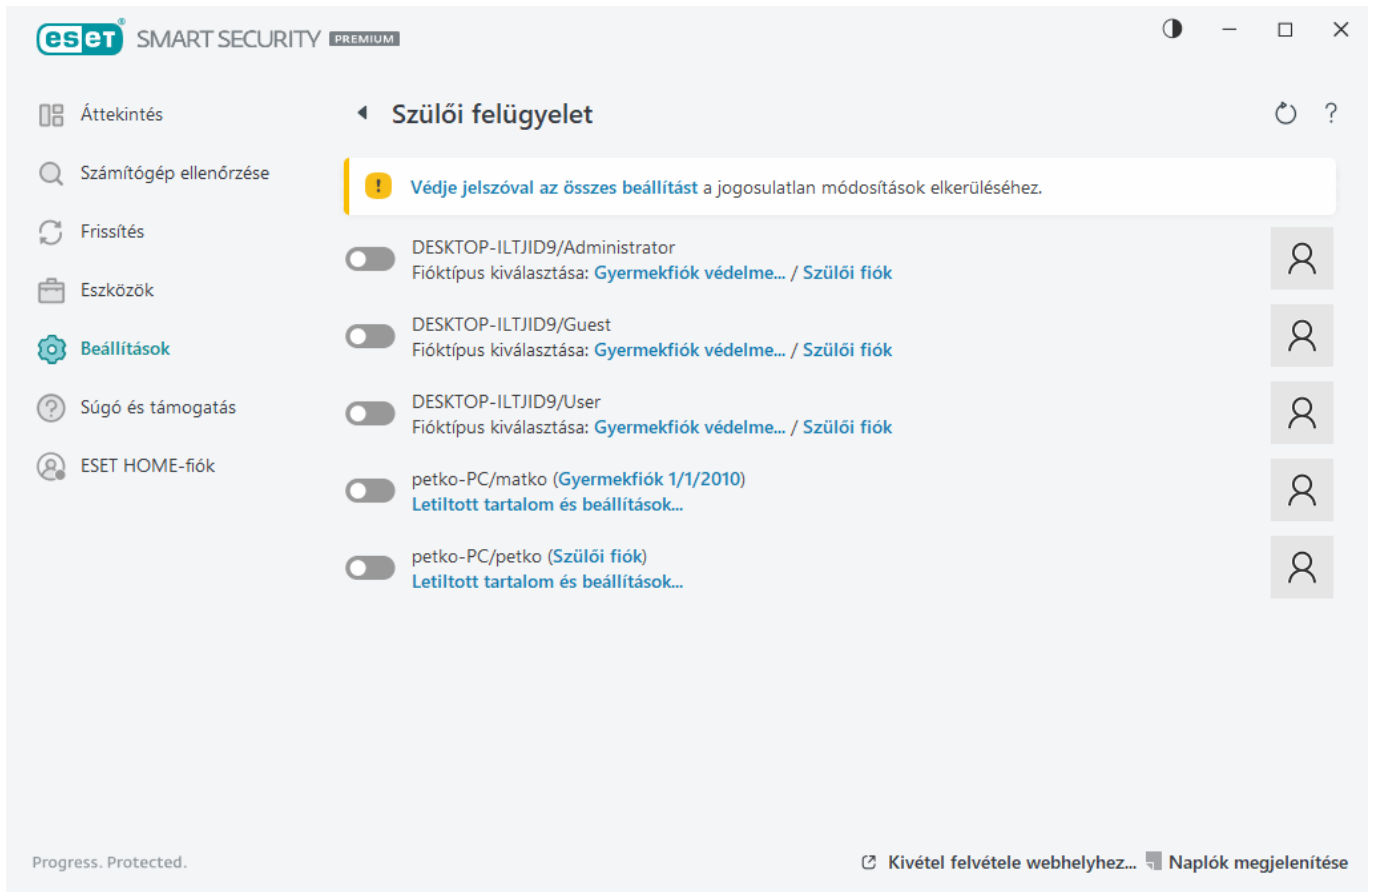 eset® SMART SECURITY PREMIUM
Áttekintés
Számítógép ellenőrzése
Frissítés
Eszközök
Beállítások
Súgó és támogatás
ESET HOME-fiók
Szülői felügyelet
?
! Védje jelszóval az összes beállítást a jogosulatlan módosítások elkerüléséhez.
DESKTOP-ILTJID9/Administrator
Fióktípus kiválasztása: Gyermekfiók védelme... / Szülői fiók
DESKTOP-ILTJID9/Guest
Fióktípus kiválasztása: Gyermekfiók védelme... / Szülői fiók
DESKTOP-ILTJID9/User
Fióktípus kiválasztása: Gyermekfiók védelme... / Szülői fiók
petko-PC/matko (Gyermekfiók 1/1/2010)
Letiltott tartalom és beállítások...
petko-PC/petko (Szülői fiók)
Letiltott tartalom és beállítások...
Progress. Protected.
Kivétel felvétele webhelyhez... Naplók megjelenítése